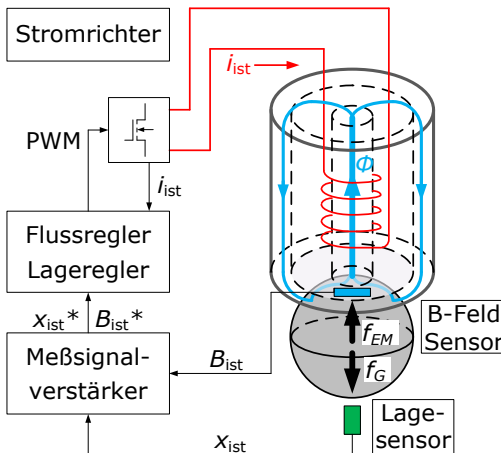 Stromrichter
i_ist
PWM
Φ
i_ist
Flussregler
Lageregler
x_ist* B_ist*
B-Feld
Sensor
f_EM
B_ist
Meßsignal-
verstärker
f_G
Lage-
sensor
x_ist